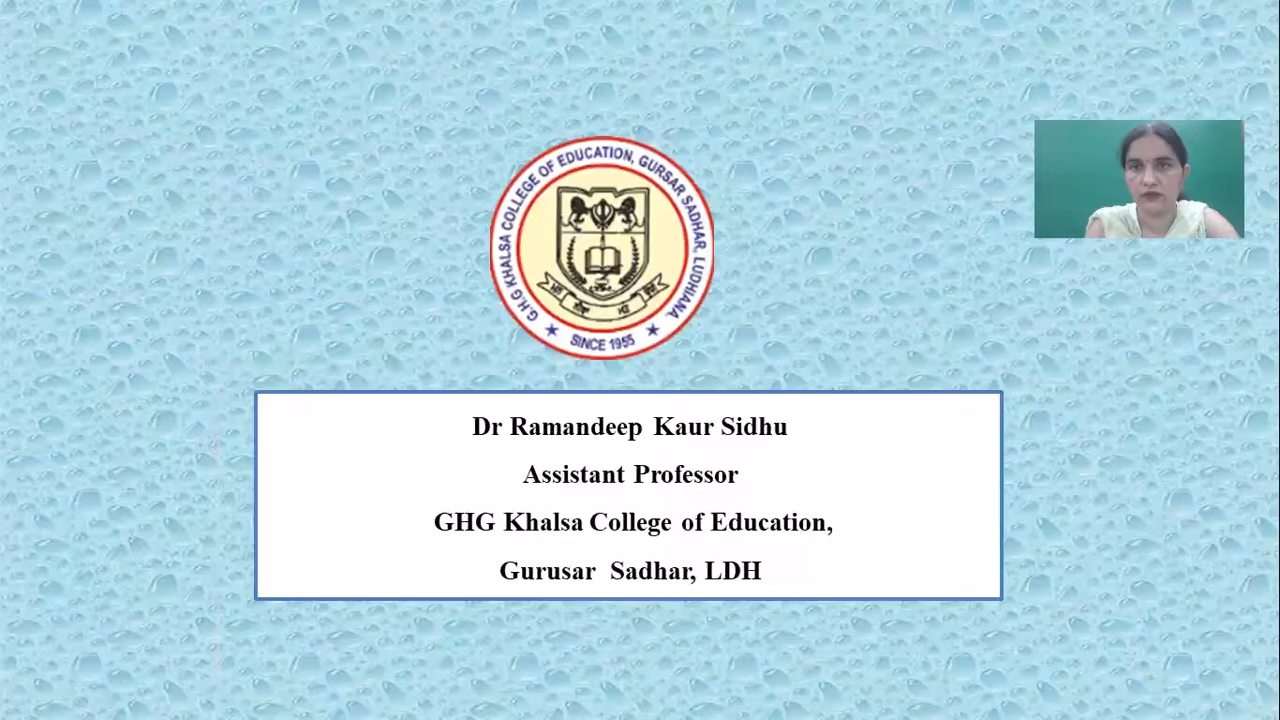 G.H.G KHALSA COLLEGE OF EDUCATION, GURSAR SADHAR, LUDHIANA.
SINCE 1955
Dr Ramandeep Kaur Sidhu
Assistant Professor
GHG Khalsa College of Education,
Gurusar Sadhar, LDH